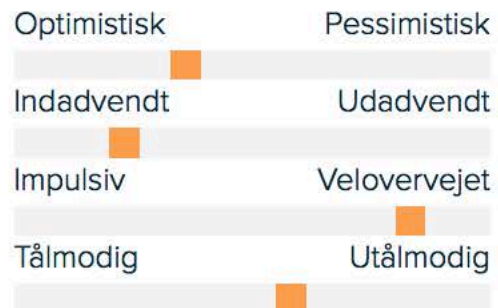 Optimistisk Pessimistisk
Indadvendt Udadvendt
Impulsiv Velovervejet
Tålmodig Utålmodig